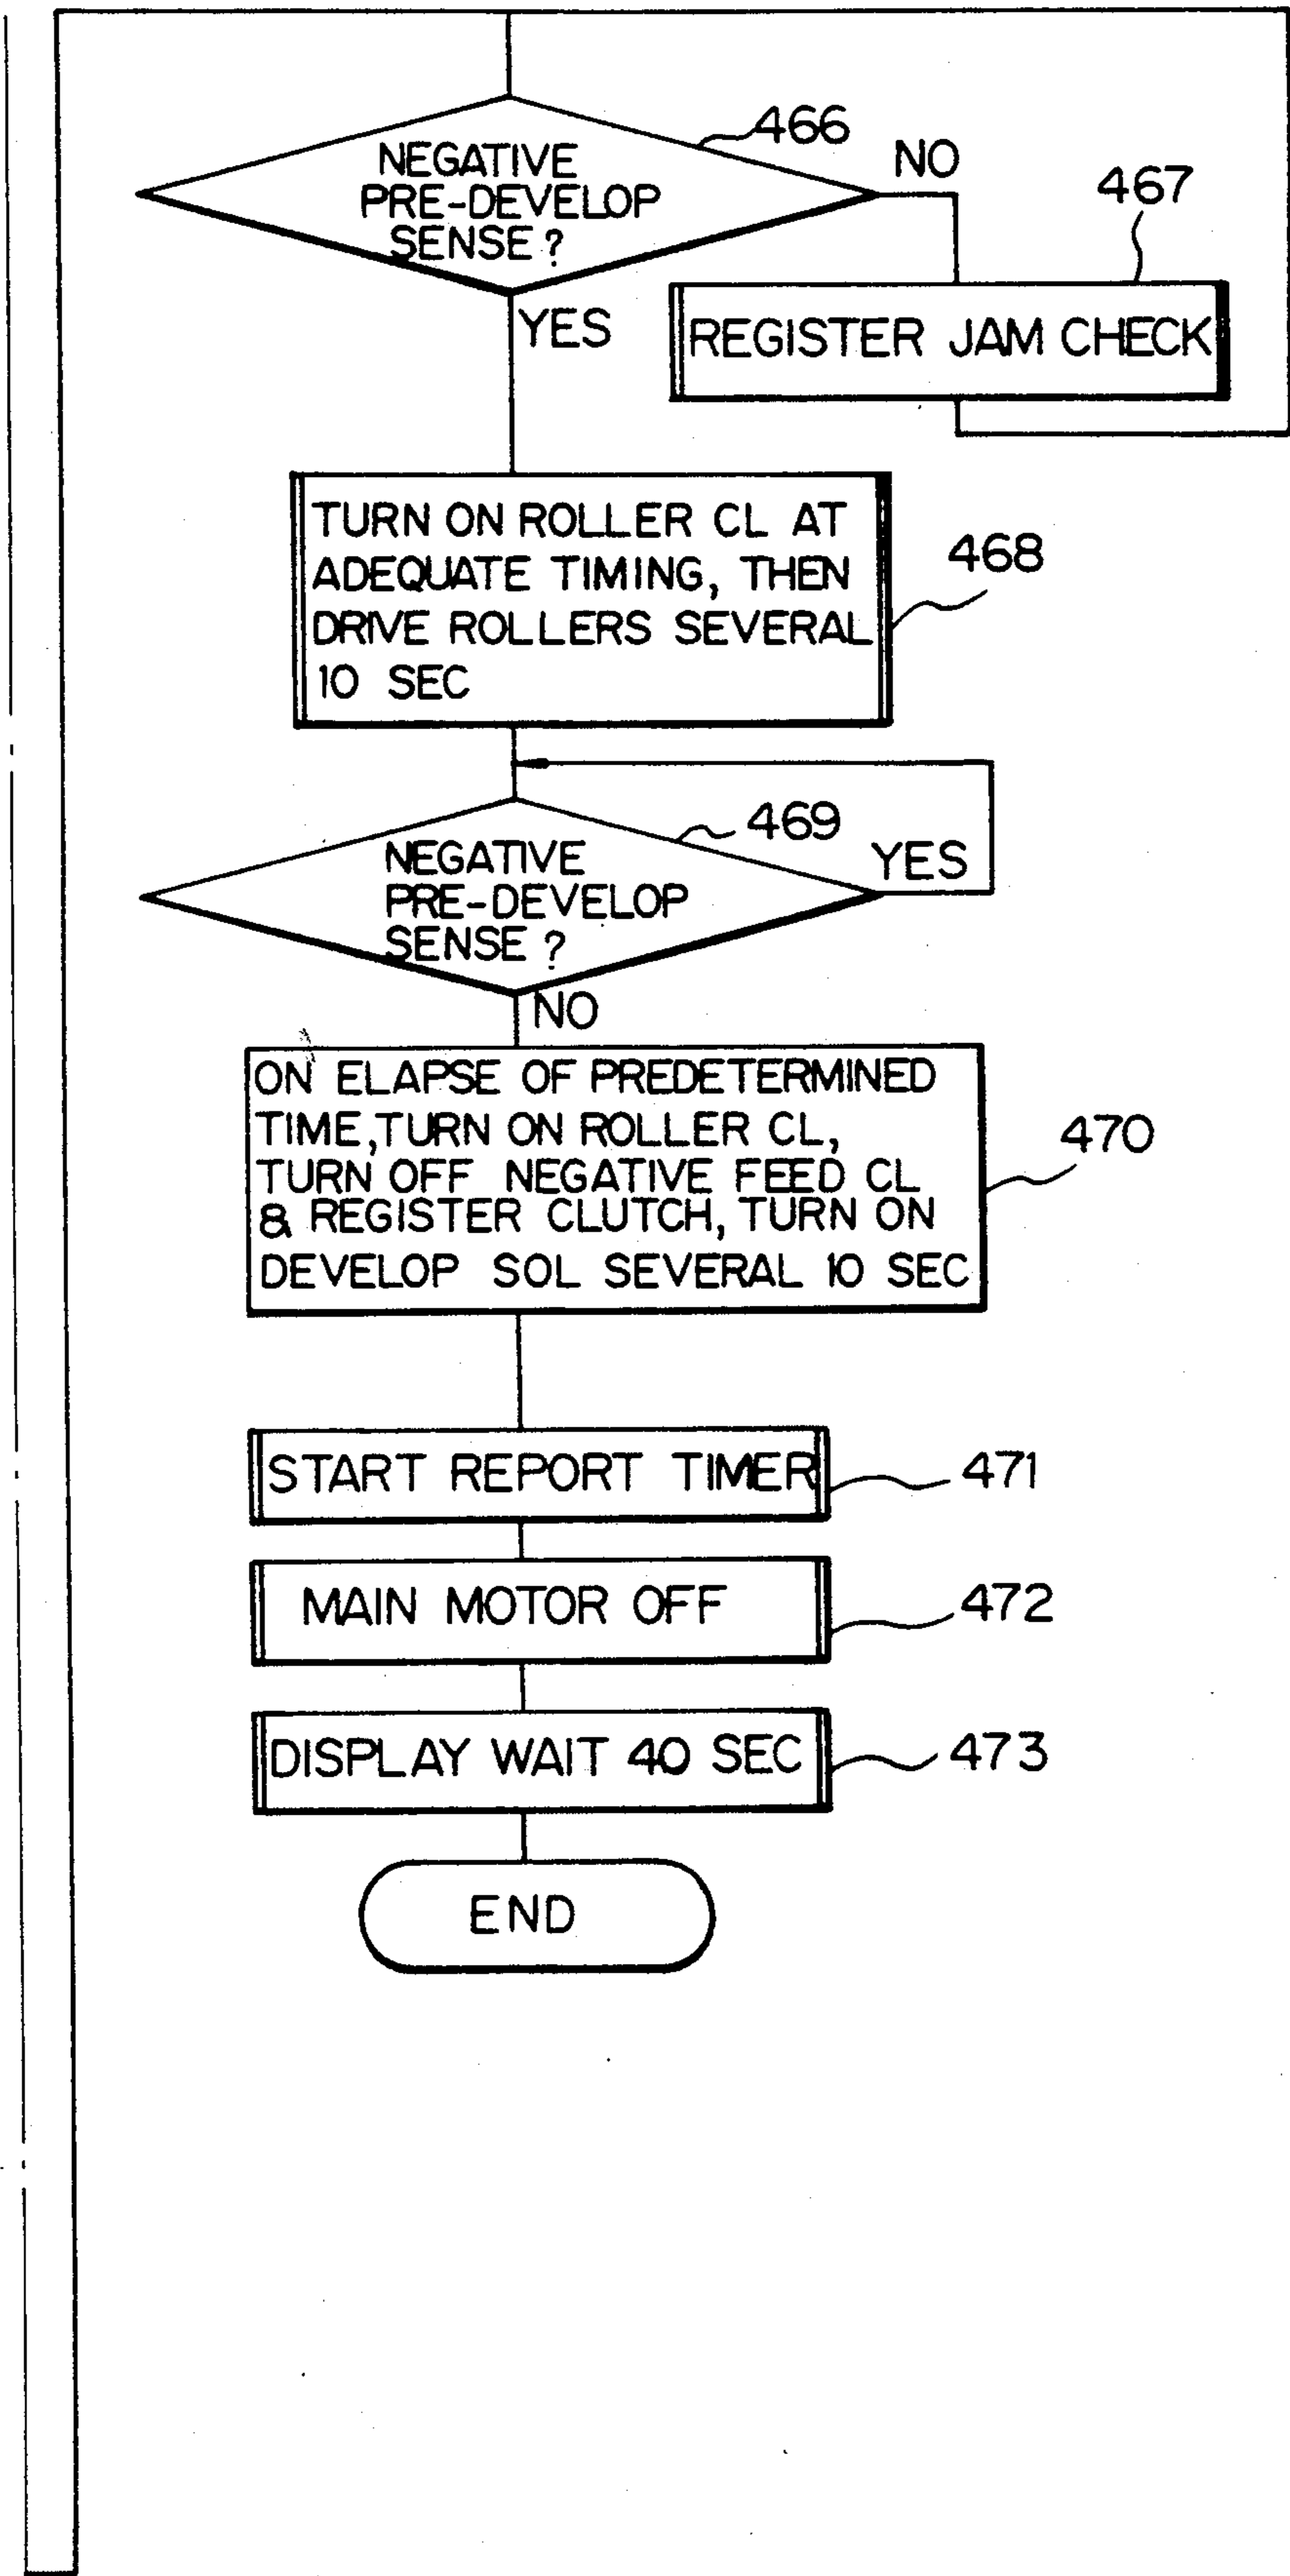 466
NEGATIVE
PRE-DEVELOP
SENSE?
NO
467
YES
REGISTER JAM CHECK
TURN ON ROLLER CL AT
ADEQUATE TIMING, THEN
DRIVE ROLLERS SEVERAL
10 SEC
468
469
NEGATIVE
PRE-DEVELOP
SENSE?
YES
NO
ON ELAPSE OF PREDETERMINED
TIME, TURN ON ROLLER CL,
TURN OFF NEGATIVE FEED CL
& REGISTER CLUTCH, TURN ON
DEVELOP SOL SEVERAL 10 SEC
470
START REPORT TIMER
471
MAIN MOTOR OFF
472
DISPLAY WAIT 40 SEC
473
END